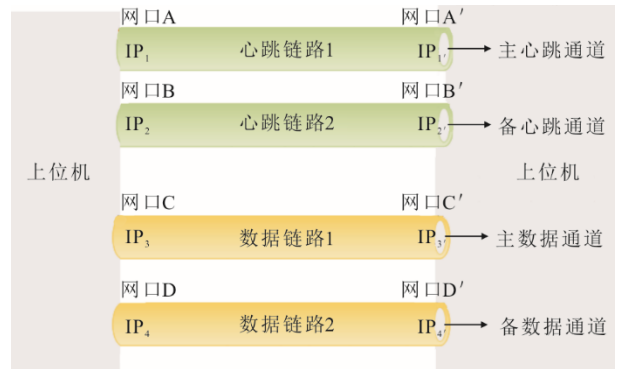 网口A 网口A′
IP₁ 心跳链路1 IP₁′ 主心跳通道
网口B 网口B′
IP₂ 心跳链路2 IP₂′ 备心跳通道
上位机 上位机
网口C 网口C′
IP₃ 数据链路1 IP₃′ 主数据通道
网口D 网口D′
IP₄ 数据链路2 IP₄′ 备数据通道